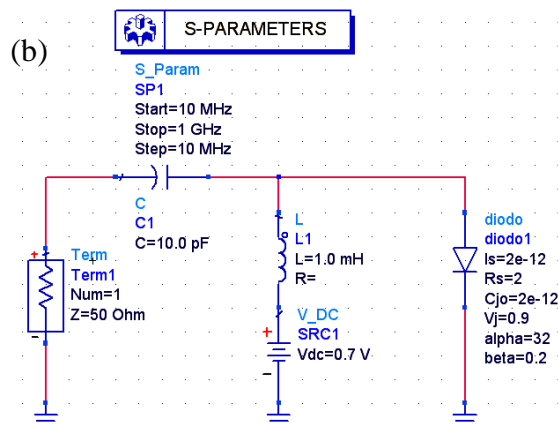 S-PARAMETERS
(b)
S_Param
SP1
Start=10 MHz
Stop=1 GHz
Step=10 MHz
C
C1
C=10.0 pF
+
Term
Term1
Num=1
Z=50 Ohm
-
L
L1
L=1.0 mH
R=
V_DC
+
SRC1
Vdc=0.7 V
-
diodo
diodo1
Is=2e-12
Rs=2
Cjo=2e-12
Vj=0.9
alpha=32
beta=0.2